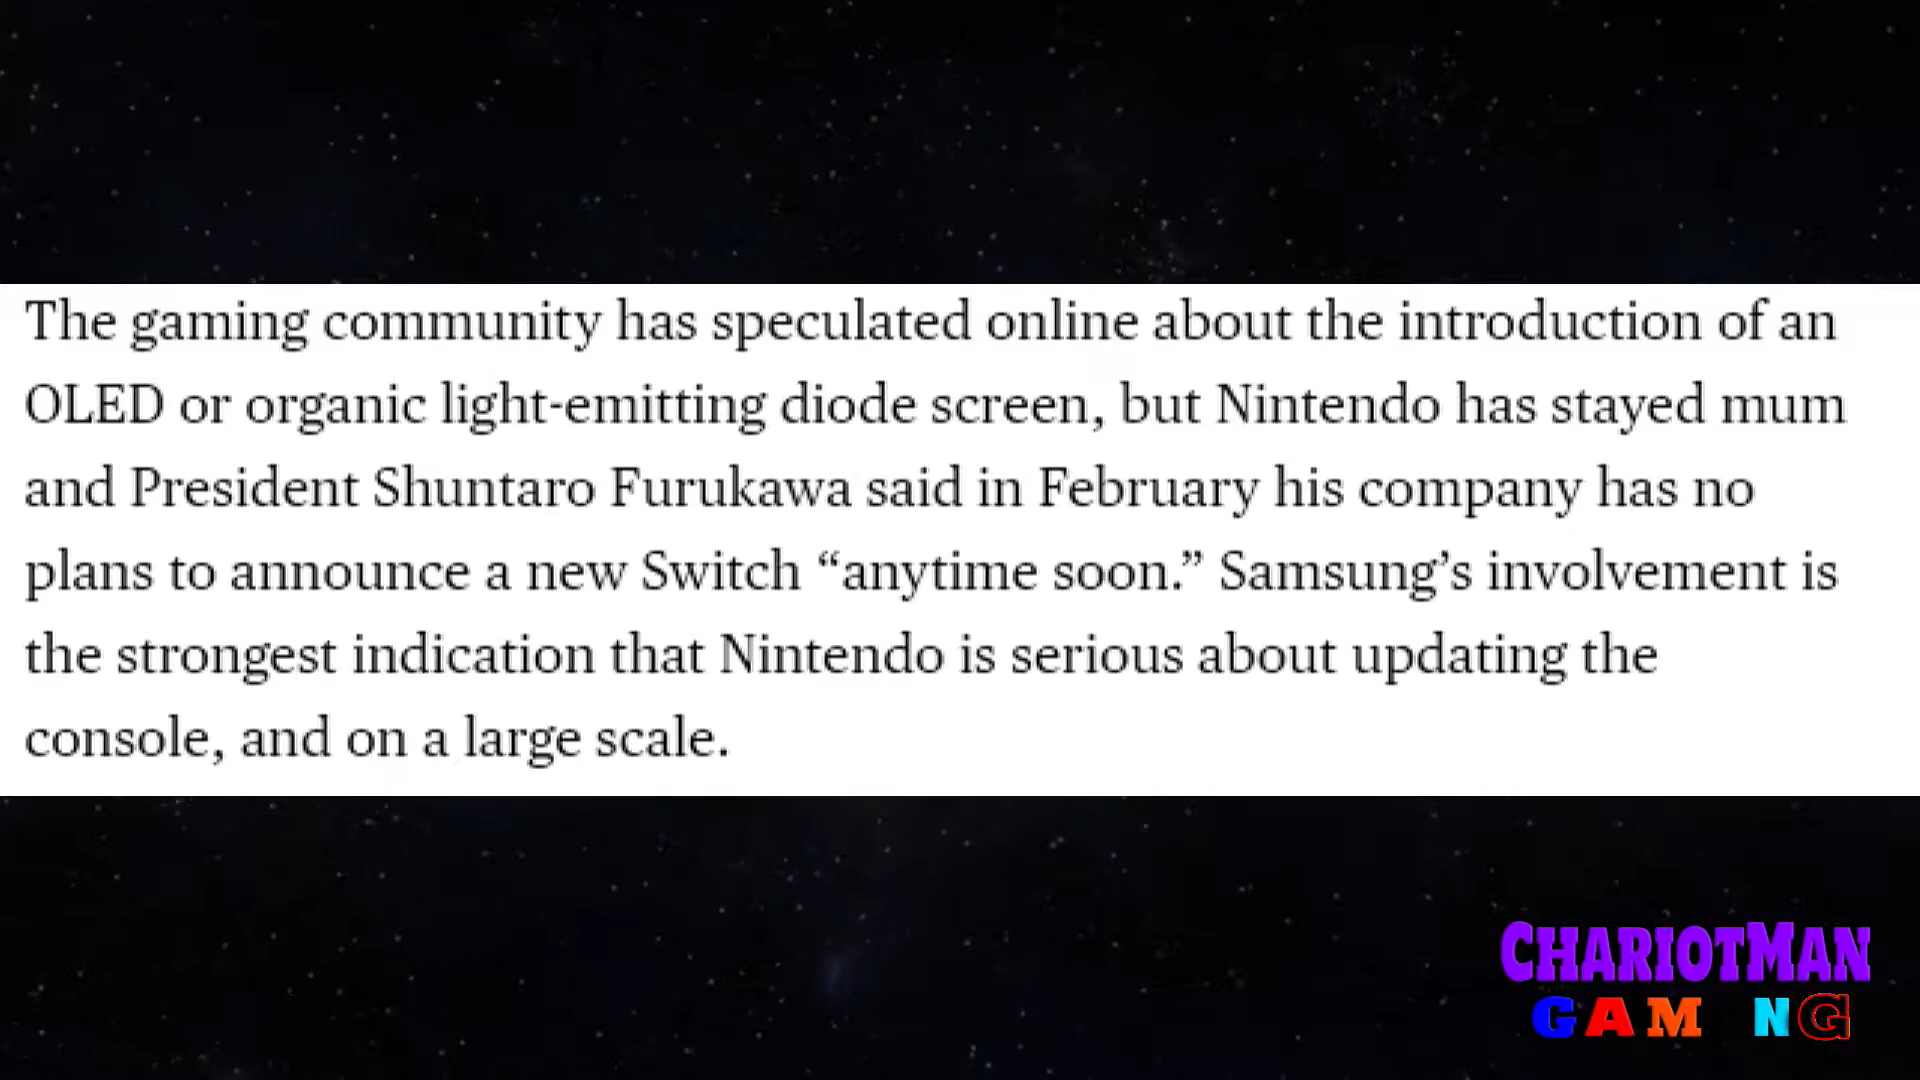 The gaming community has speculated online about the introduction of an
OLED or organic light-emitting diode screen, but Nintendo has stayed mum
and President Shuntaro Furukawa said in February his company has no
plans to announce a new Switch “anytime soon.” Samsung’s involvement is
the strongest indication that Nintendo is serious about updating the
console, and on a large scale.
CHARIOTMAN
GAM NG